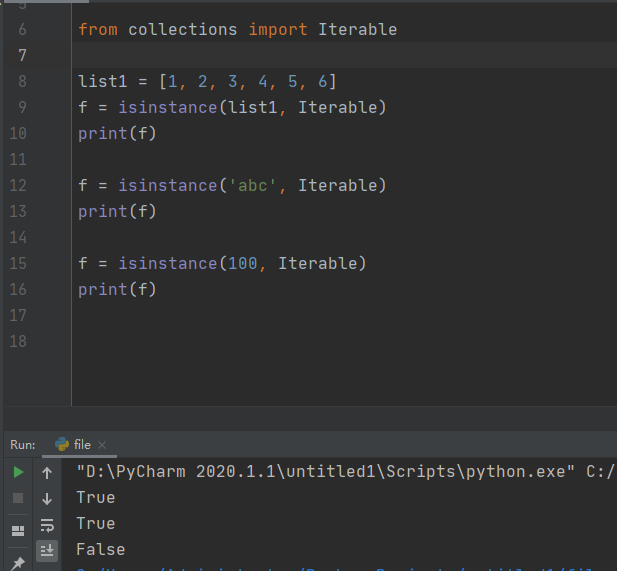 6 from collections import Iterable
7
8 list1 = [1, 2, 3, 4, 5, 6]
9 f = isinstance(list1, Iterable)
10 print(f)
11
12 f = isinstance('abc', Iterable)
13 print(f)
14
15 f = isinstance(100, Iterable)
16 print(f)
17
18
Run: file ×
"D:\PyCharm 2020.1.1\untitled1\Scripts\python.exe" C:/
True
True
False